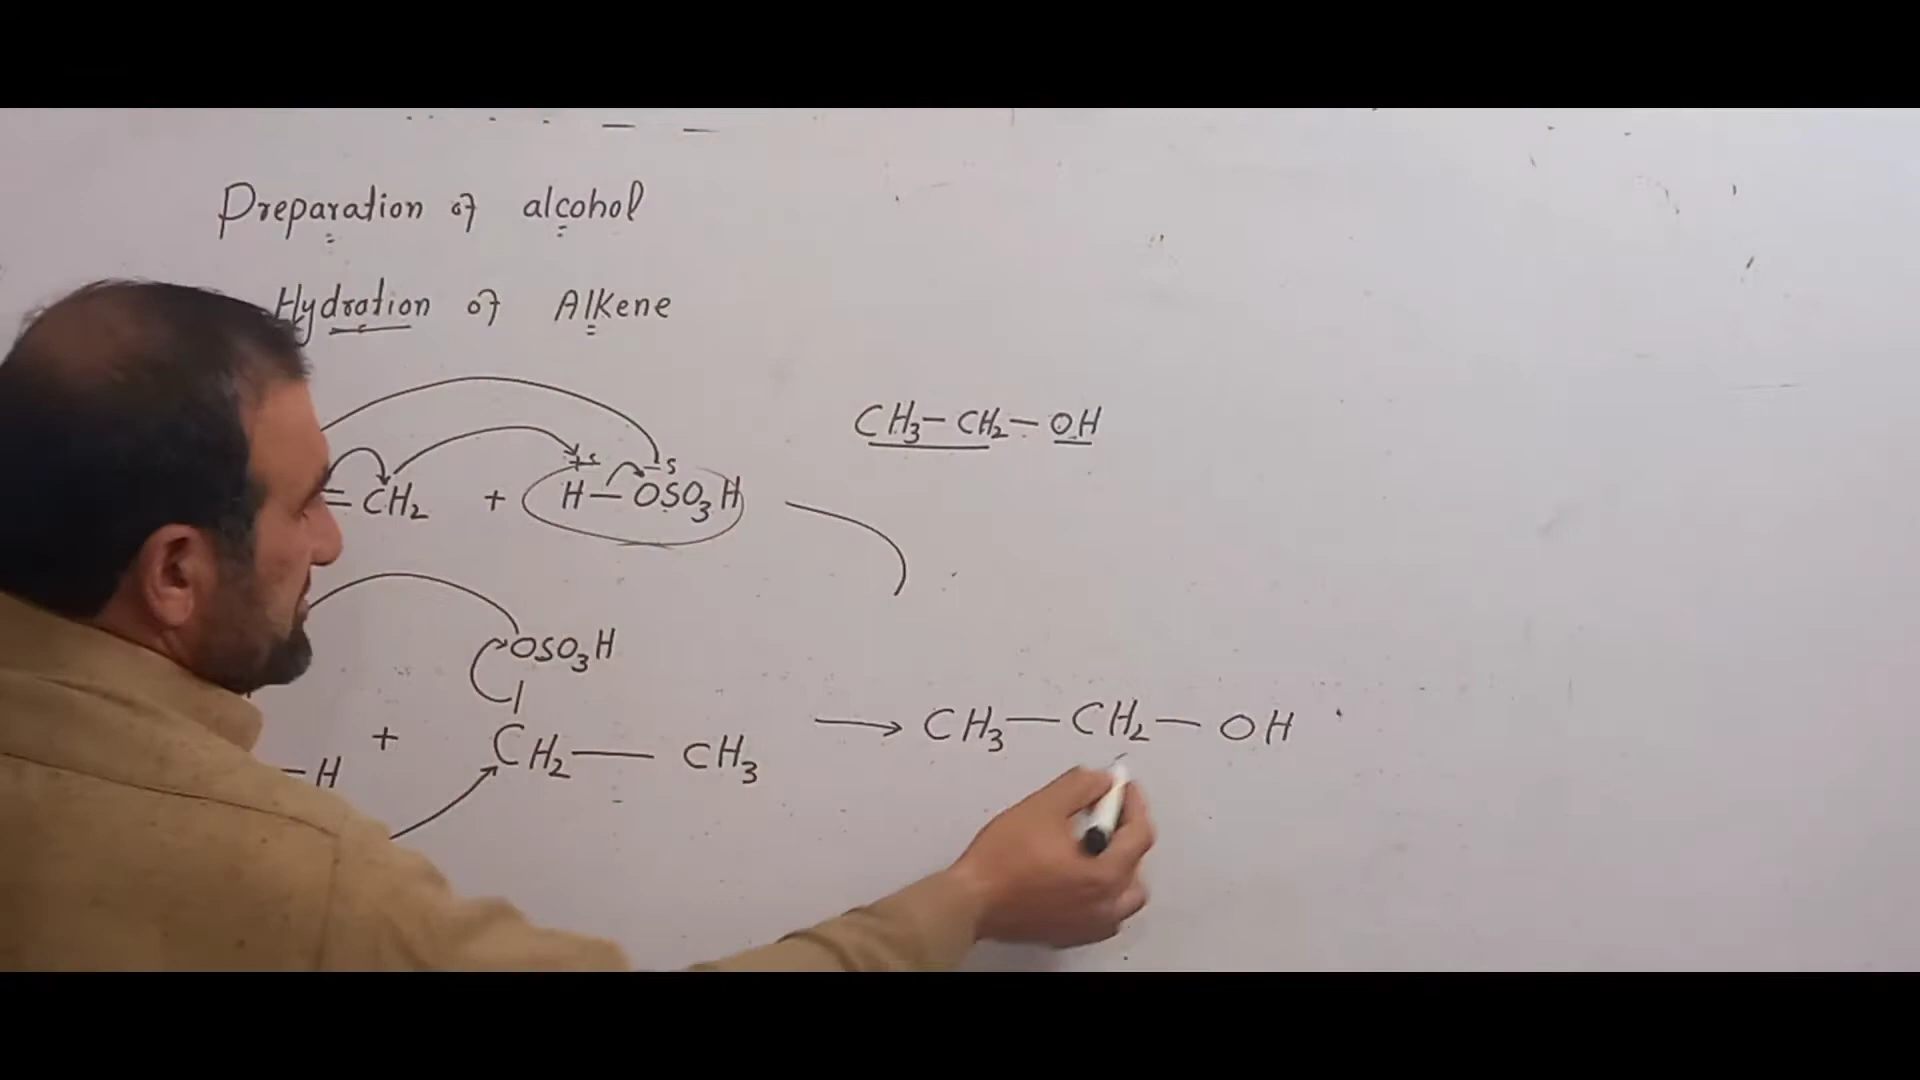 Preparation of alcohol
Hydration of Alkene
CH₃—CH₂—OH
=CH₂ + H—OSO₃H
+δ −δ
OSO₃H
—H + CH₂—CH₃ → CH₃—CH₂—OH